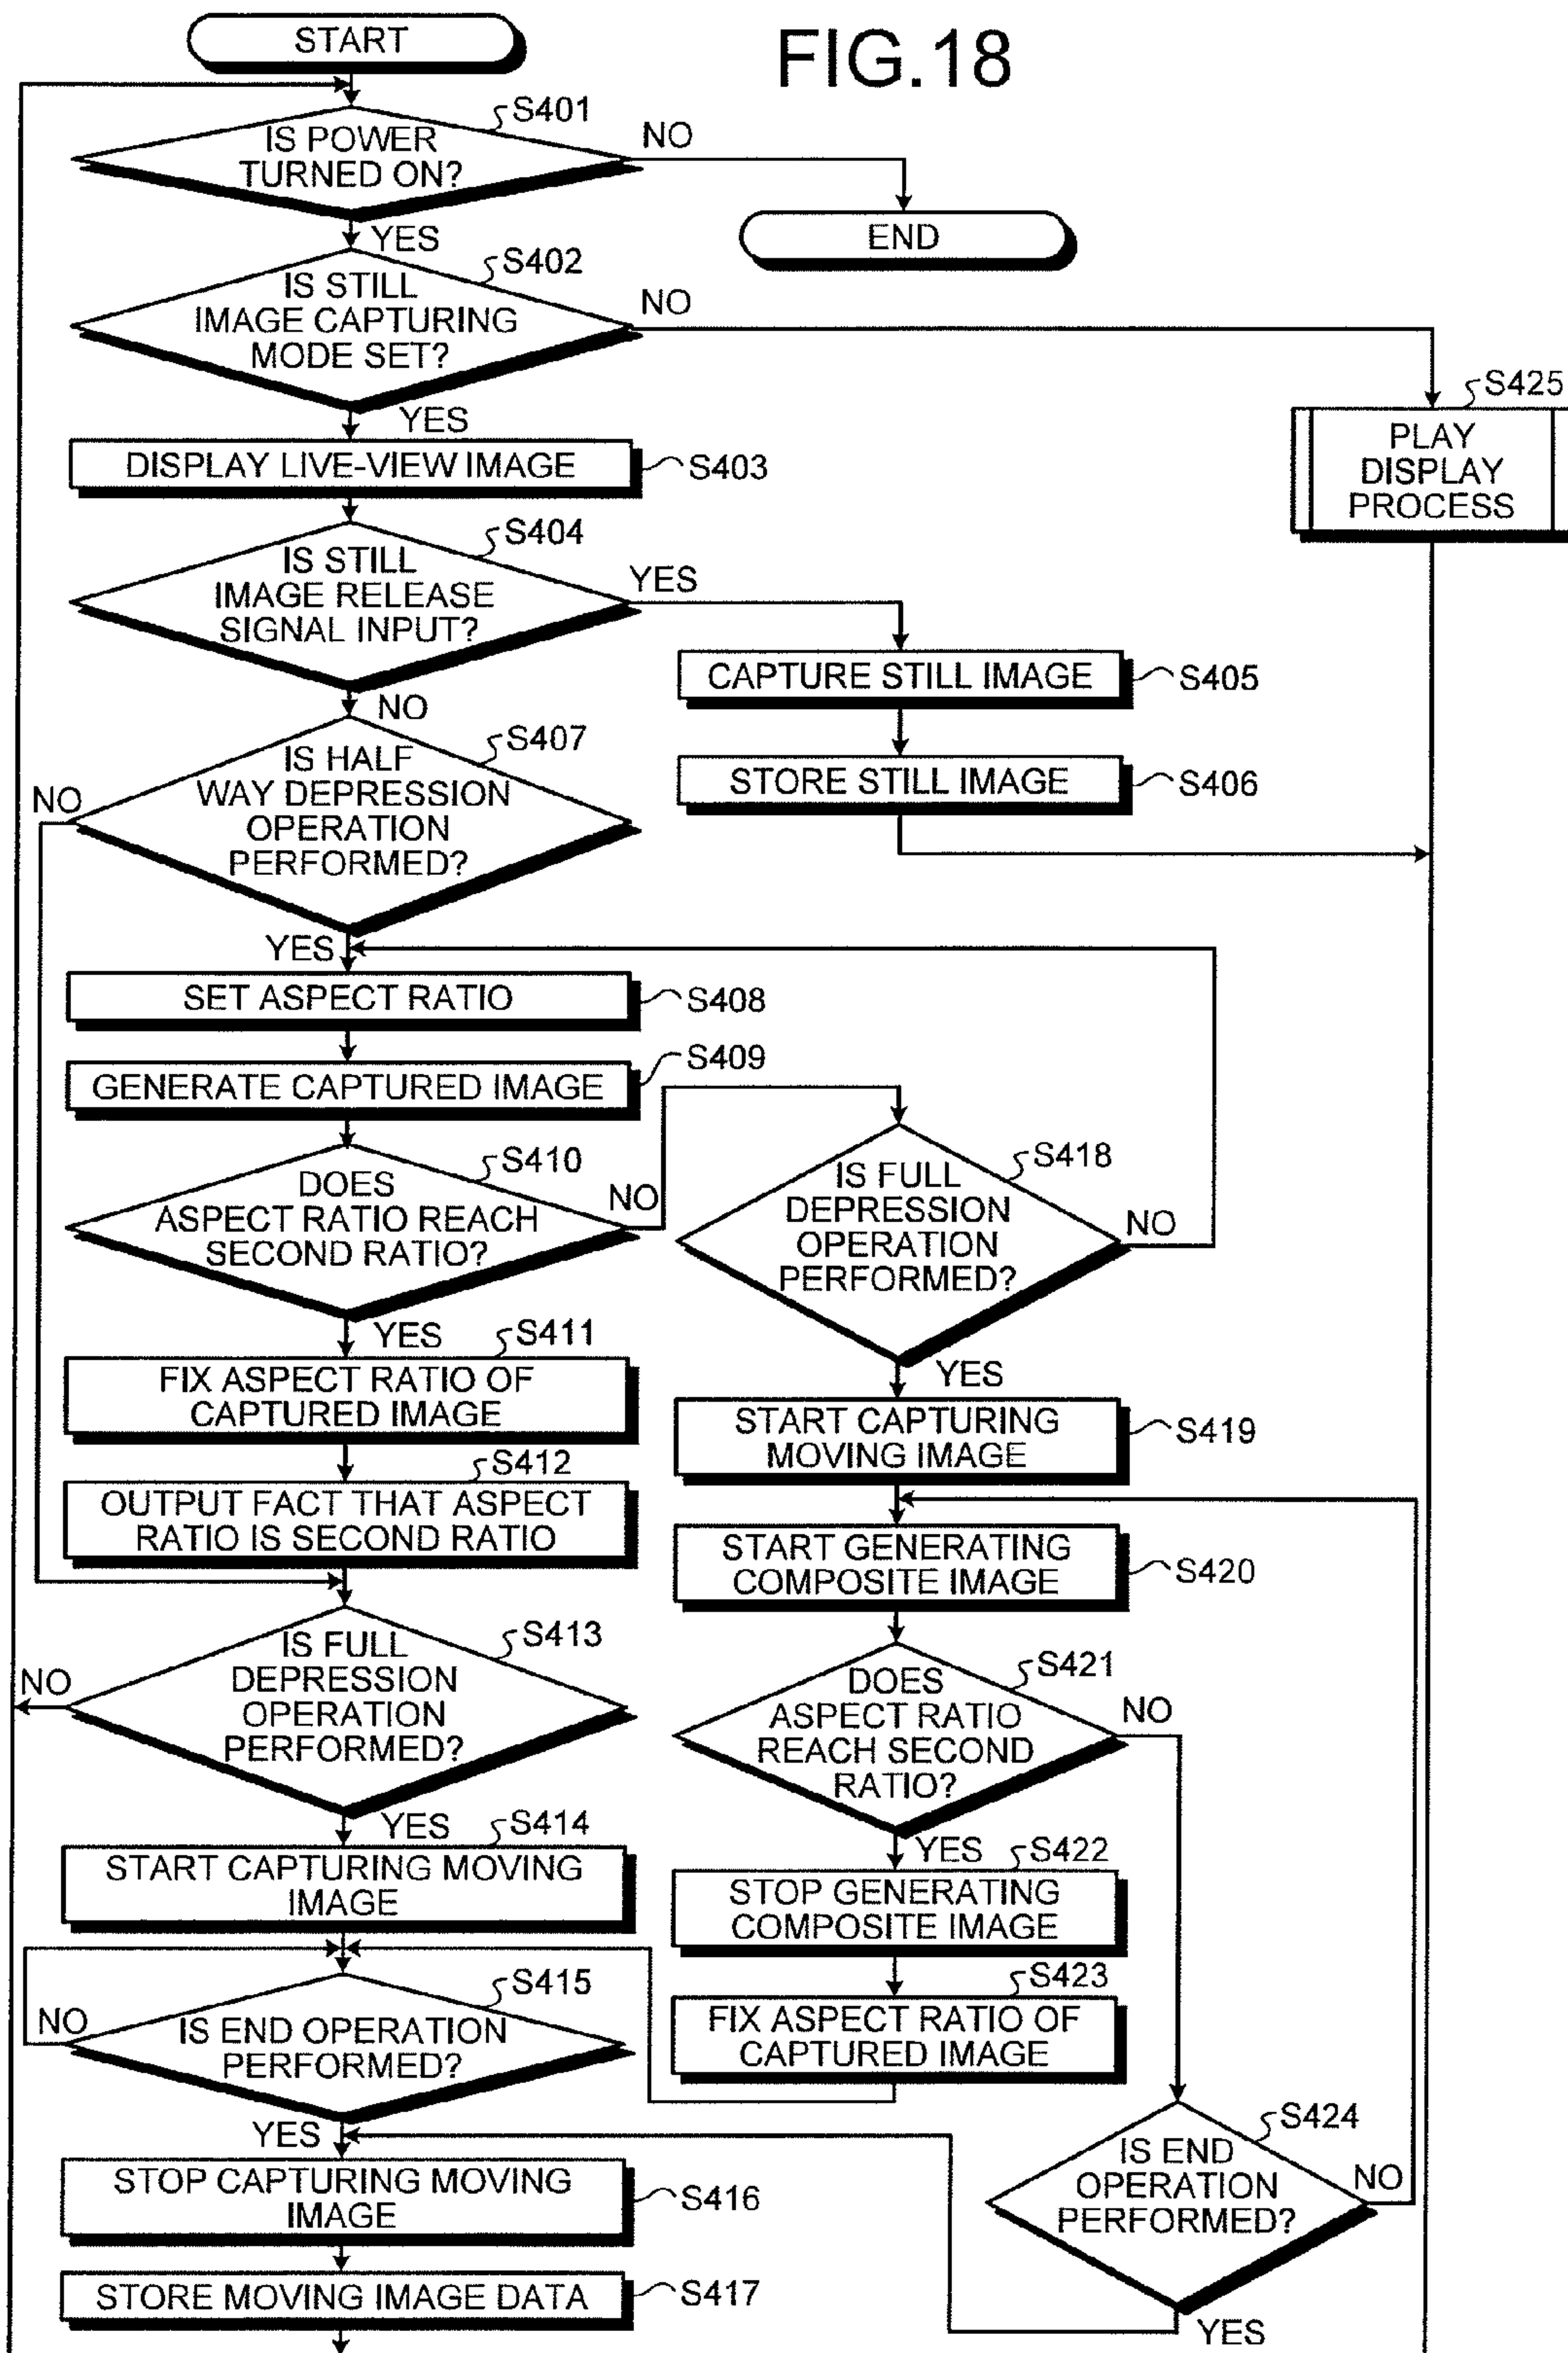 FIG.18
START
S401
IS POWER
TURNED ON?
NO
END
YES
S402
IS STILL
IMAGE CAPTURING
MODE SET?
NO
YES
S425
PLAY
DISPLAY
PROCESS
DISPLAY LIVE-VIEW IMAGE
S403
S404
IS STILL
IMAGE RELEASE
SIGNAL INPUT?
YES
CAPTURE STILL IMAGE
S405
STORE STILL IMAGE
S406
NO
S407
IS HALF
WAY DEPRESSION
OPERATION
PERFORMED?
NO
YES
SET ASPECT RATIO
S408
GENERATE CAPTURED IMAGE
S409
S410
DOES
ASPECT RATIO REACH
SECOND RATIO?
NO
S418
IS FULL
DEPRESSION
OPERATION
PERFORMED?
NO
YES
YES
S411
FIX ASPECT RATIO OF
CAPTURED IMAGE
S412
OUTPUT FACT THAT ASPECT
RATIO IS SECOND RATIO
START CAPTURING
MOVING IMAGE
S419
START GENERATING
COMPOSITE IMAGE
S420
S413
IS FULL
DEPRESSION
OPERATION
PERFORMED?
NO
YES
S421
DOES
ASPECT RATIO
REACH SECOND
RATIO?
NO
YES
S414
START CAPTURING MOVING
IMAGE
S422
STOP GENERATING
COMPOSITE IMAGE
S423
FIX ASPECT RATIO OF
CAPTURED IMAGE
S415
IS END OPERATION
PERFORMED?
NO
YES
S424
IS END
OPERATION
PERFORMED?
NO
YES
STOP CAPTURING MOVING
IMAGE
S416
STORE MOVING IMAGE DATA
S417